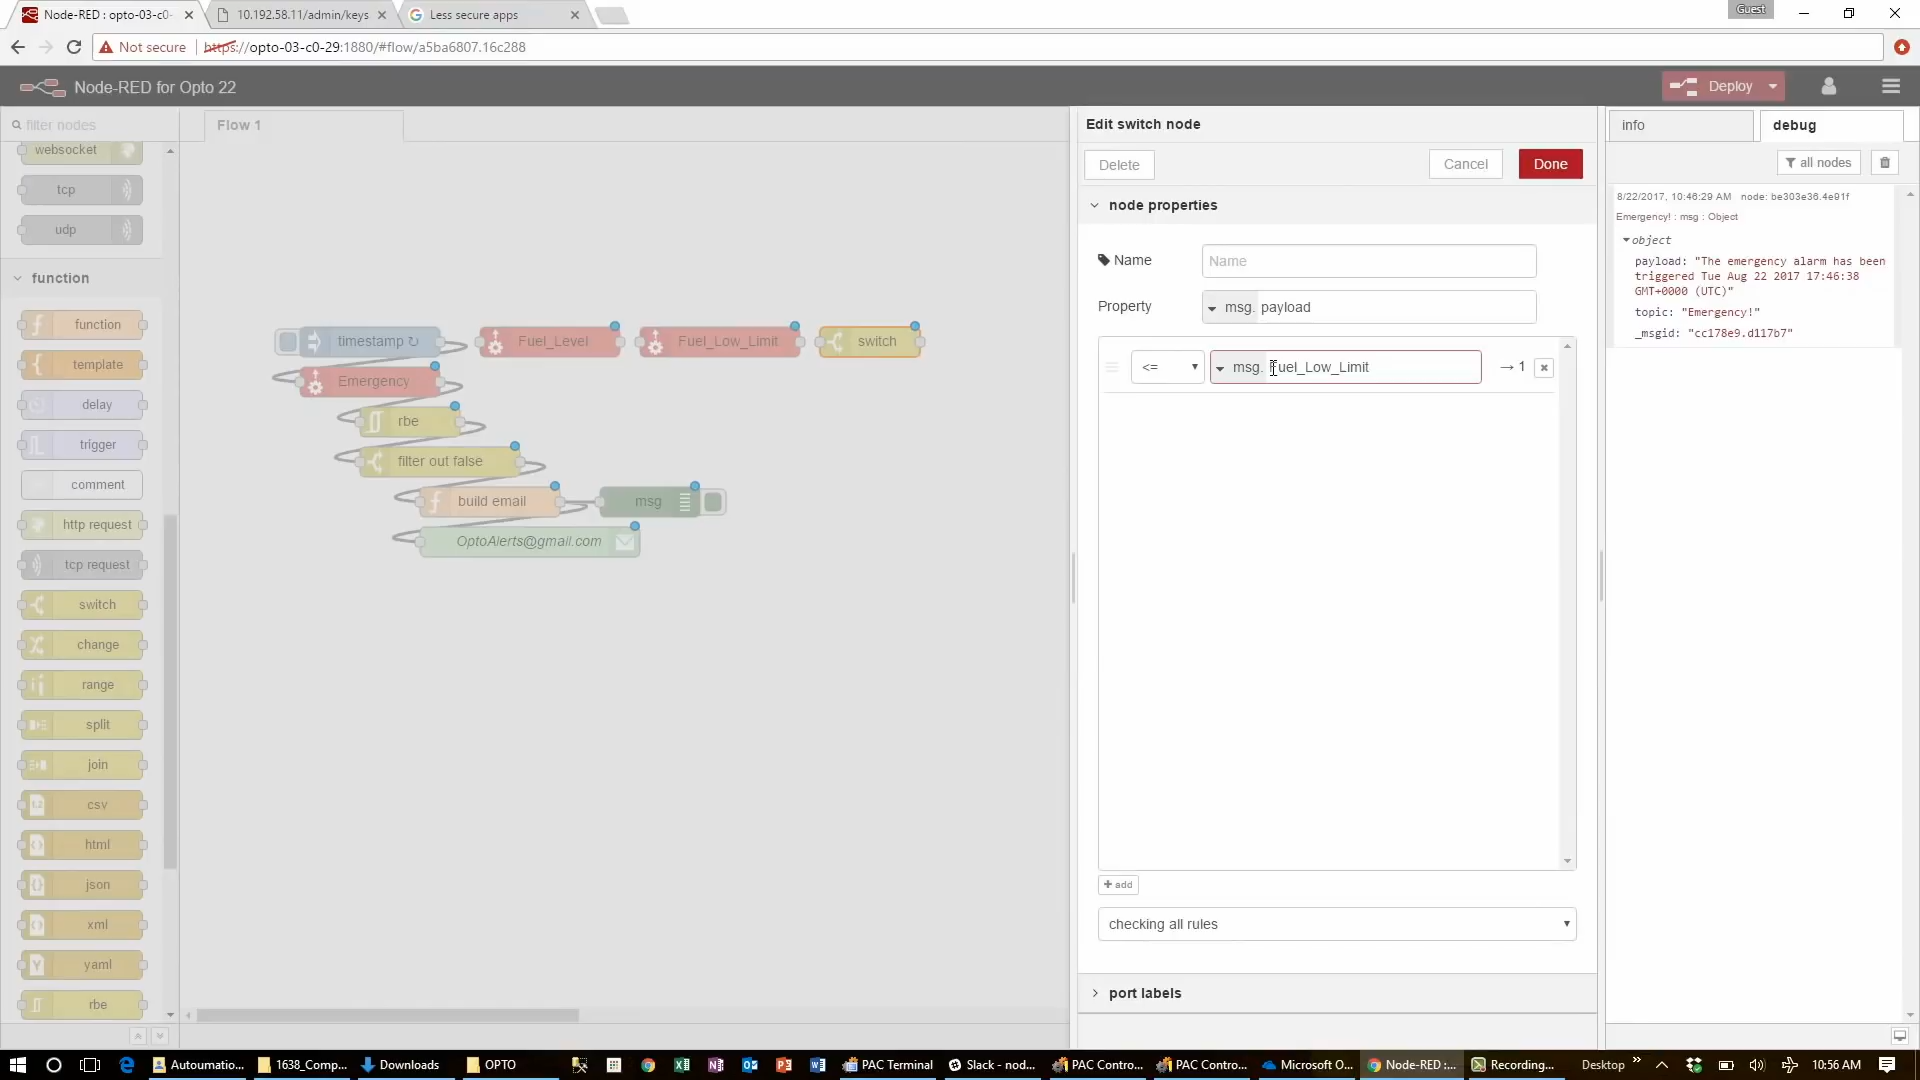 Node-RED : opto-03-c0-
10.192.58.11/admin/keys
Less secure apps
Guest
Not secure
https://opto-03-c0-29:1880/#flow/a5ba6807.16c288
Node-RED for Opto 22
Deploy
filter nodes
websocket
tcp
udp
function
function
template
delay
trigger
comment
http request
tcp request
switch
change
range
split
join
csv
html
json
xml
yaml
rbe
Flow 1
timestamp ↻
Fuel_Level
Fuel_Low_Limit
switch
Emergency
rbe
filter out false
build email
msg
OptoAlerts@gmail.com
Edit switch node
Delete
Cancel
Done
node properties
Name
Name
Property
msg. payload
<=
msg. Fuel_Low_Limit
→ 1
+ add
checking all rules
port labels
info
debug
all nodes
8/22/2017, 10:46:29 AM node: be303e36.4e91f
Emergency! : msg : Object
object
payload: "The emergency alarm has been
triggered Tue Aug 22 2017 17:46:38
GMT+0000 (UTC)"
topic: "Emergency!"
_msgid: "cc178e9.d117b7"
Autoumation...
1638_Comp...
Downloads
OPTO
PAC Terminal
Slack - nod...
PAC Contro...
PAC Contro...
Microsoft O...
Node-RED :...
Recording...
Desktop
10:56 AM